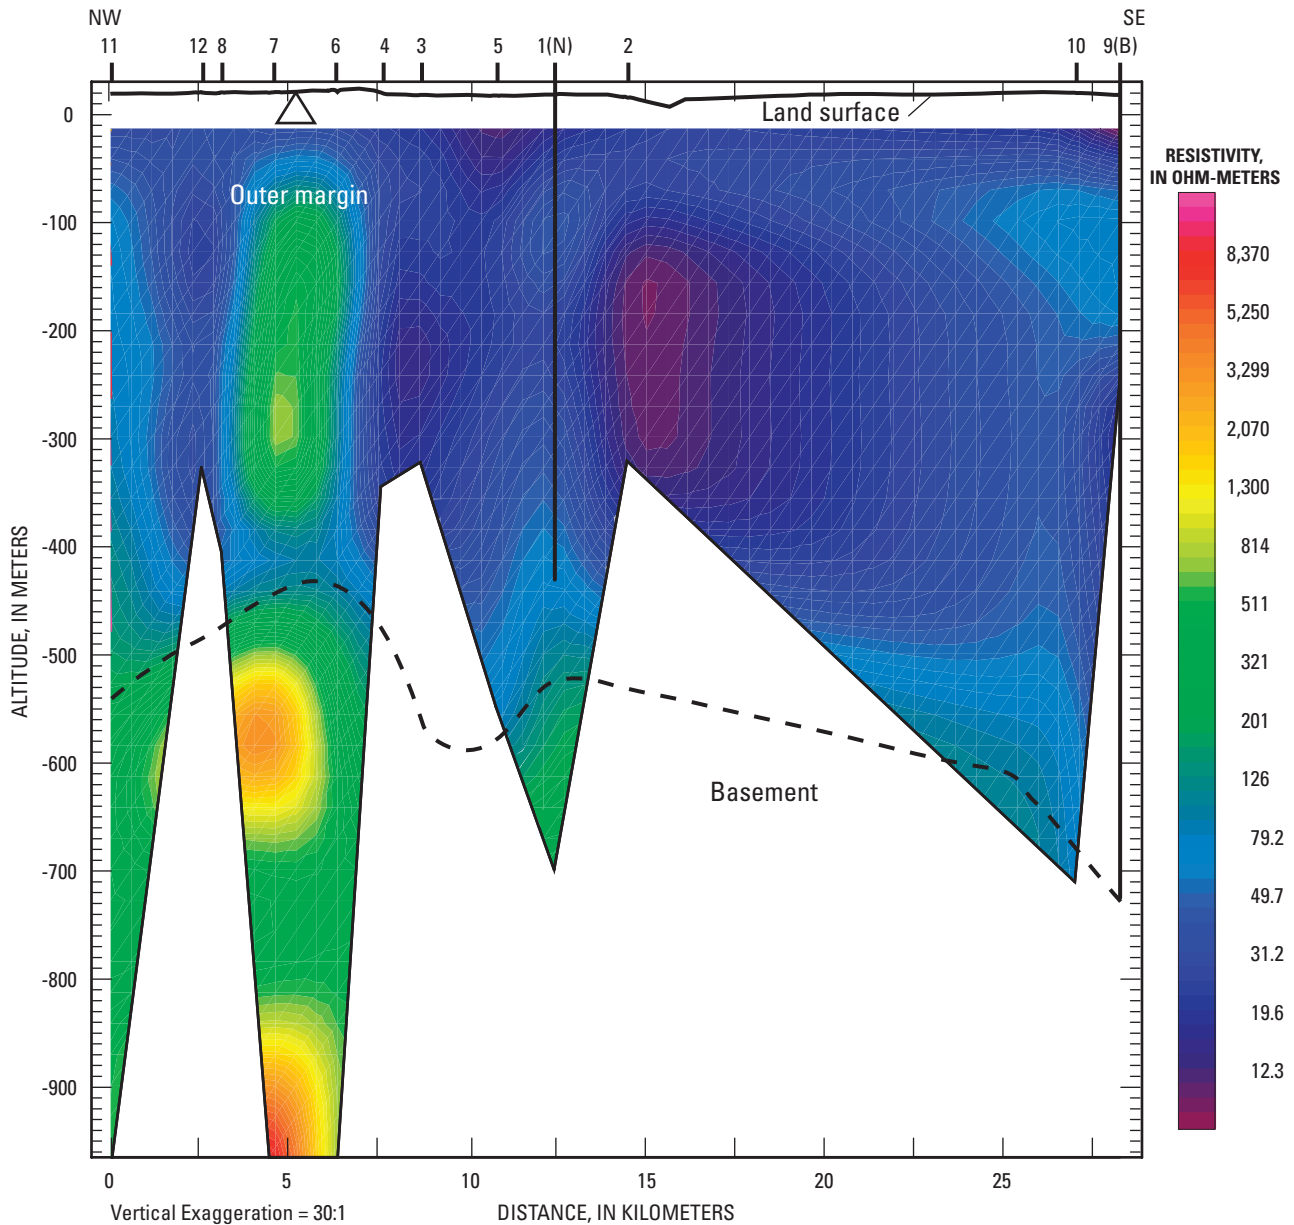 NW
SE
11 12 8 7 6 4 3 5 1(N) 2 10 9(B)
Land surface
Outer margin
Basement
0
-100
-200
-300
-400
-500
-600
-700
-800
-900
ALTITUDE, IN METERS
0 5 10 15 20 25
Vertical Exaggeration = 30:1
DISTANCE, IN KILOMETERS
RESISTIVITY,
IN OHM-METERS
8,370
5,250
3,299
2,070
1,300
814
511
321
201
126
79.2
49.7
31.2
19.6
12.3